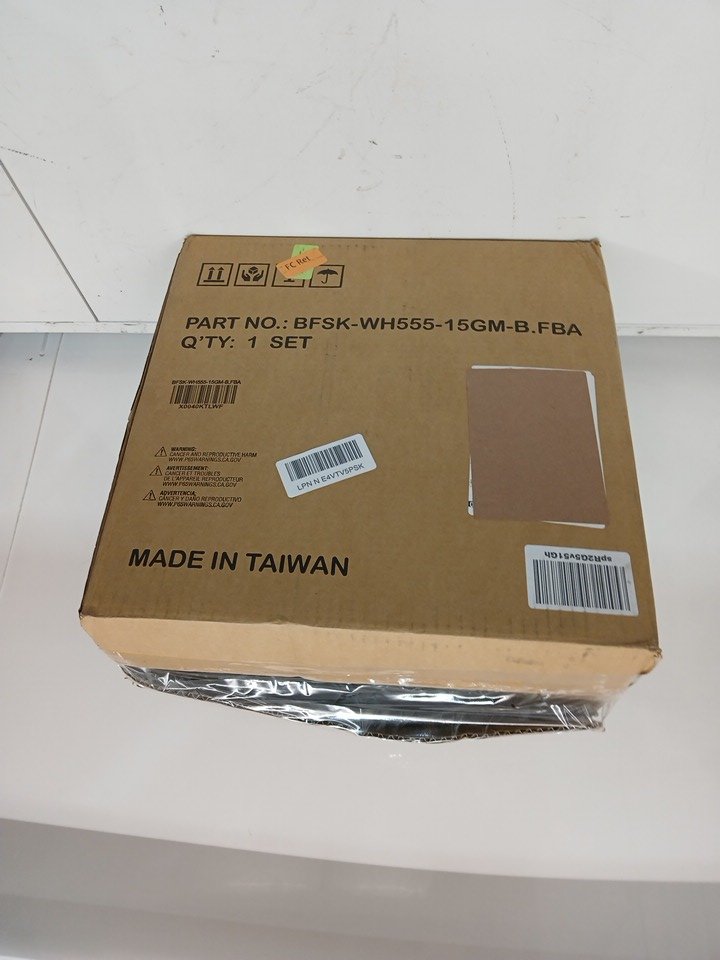 FC Ret
PART NO.: BFSK-WH555-15GM-B.FBA
Q'TY: 1 SET
BFSK-WH555-15GM-B.FBA
X0040KTLWF
WARNING:
CANCER AND REPRODUCTIVE HARM
WWW.P65WARNINGS.CA.GOV
AVERTISSEMENT:
CANCER ET TROUBLES
DE L'APPAREIL REPRODUCTEUR
WWW.P65WARNINGS.CA.GOV
ADVERTENCIA:
CÁNCER Y DAÑO REPRODUCTIVO
WWW.P65WARNINGS.CA.GOV
LPN N E4VTV5PSK
spR2G5v51Gh
MADE IN TAIWAN